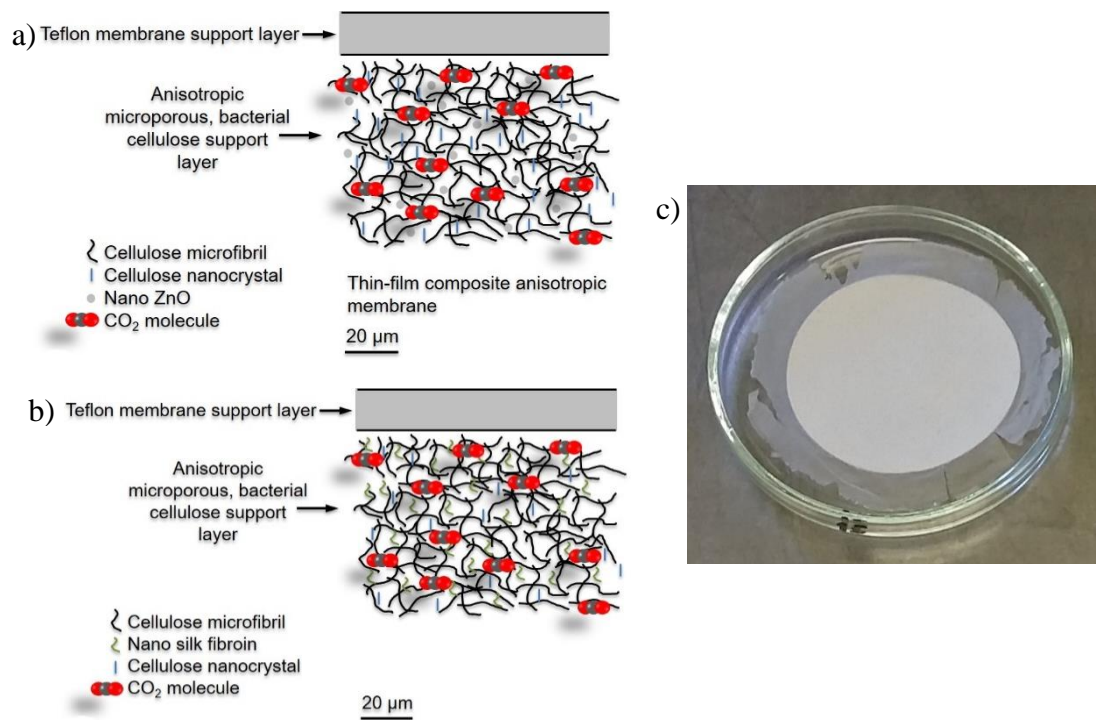 a)
Teflon membrane support layer
Anisotropic
microporous, bacterial
cellulose support
layer
Cellulose microfibril
Cellulose nanocrystal
Nano ZnO
CO₂ molecule
Thin-film composite anisotropic
membrane
20 µm
b)
Teflon membrane support layer
Anisotropic
microporous, bacterial
cellulose support
layer
Cellulose microfibril
Nano silk fibroin
Cellulose nanocrystal
CO₂ molecule
20 µm
c)